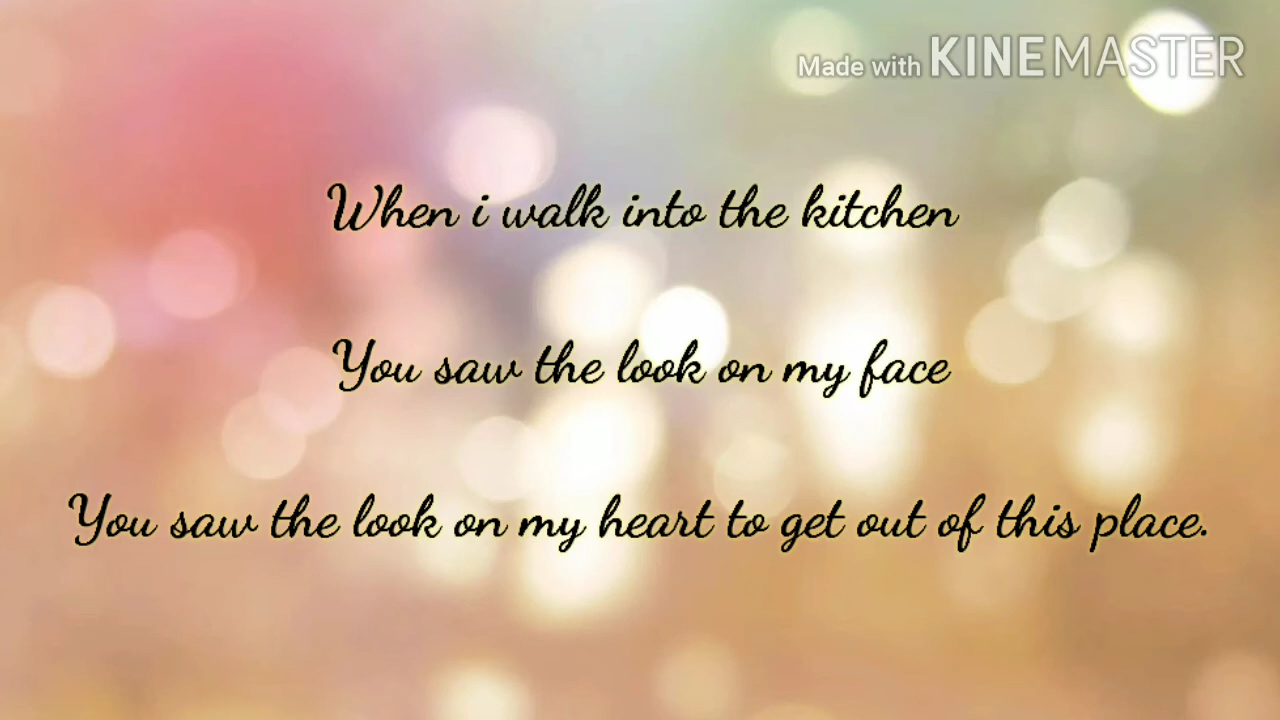 Made with KINEMASTER
When i walk into the kitchen
You saw the look on my face
You saw the look on my heart to get out of this place.